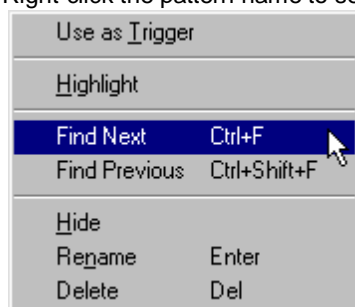 Right-click the pattern name to se
Use as Trigger
Highlight
Find Next Ctrl+F
Find Previous Ctrl+Shift+F
Hide
Rename Enter
Delete Del